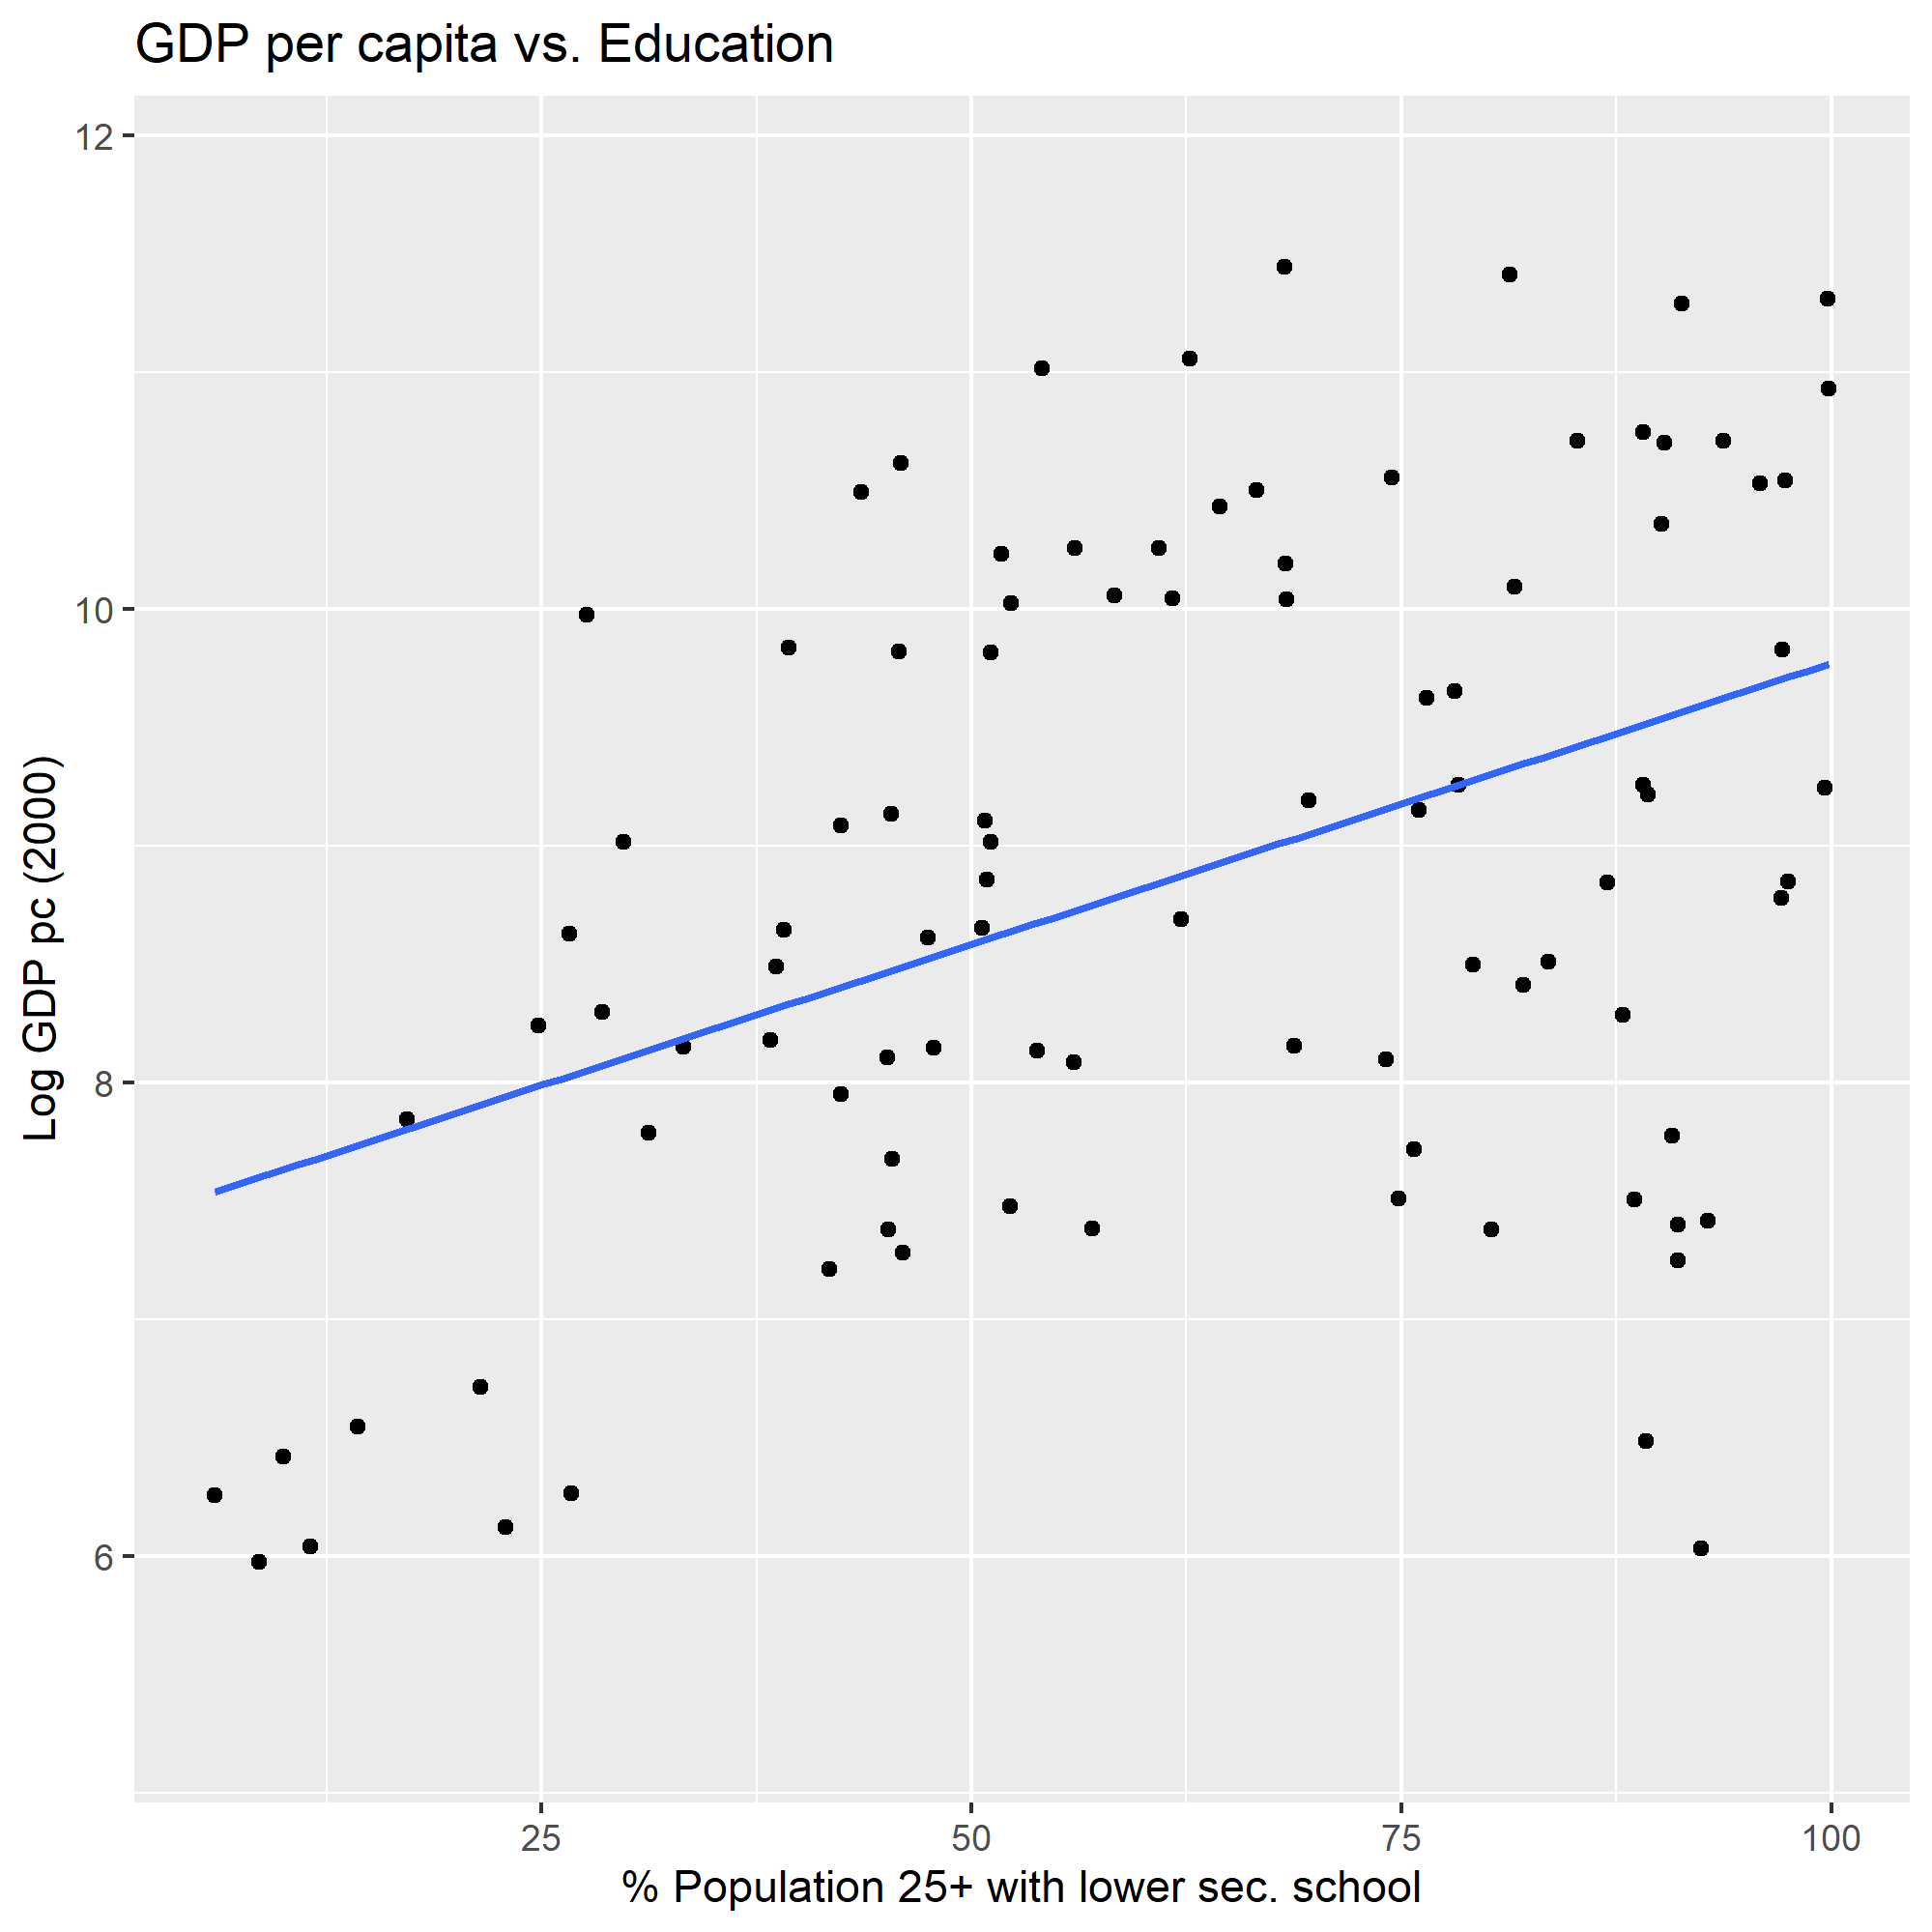 GDP per capita vs. Education
Log GDP pc (2000)
12
10
8
6
25 50 75 100
% Population 25+ with lower sec. school